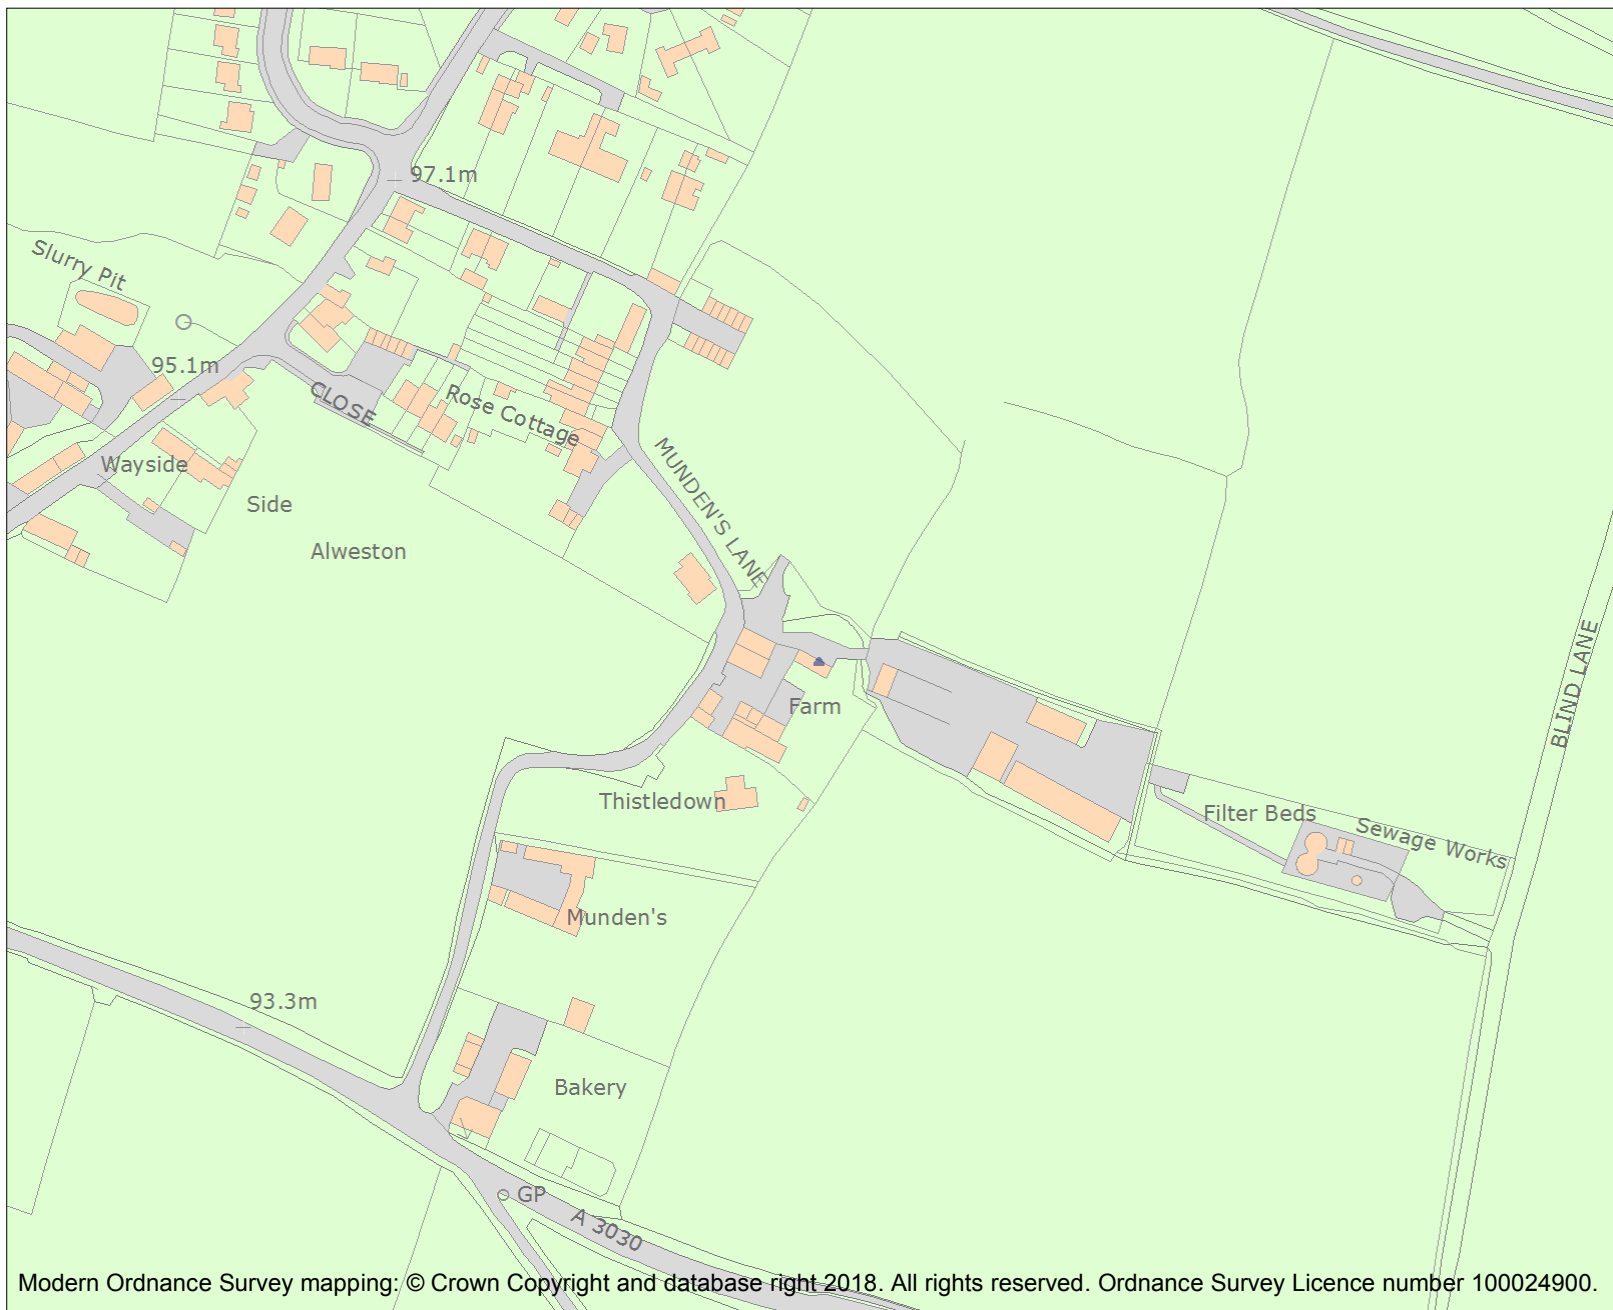 97.1m
Slurry Pit
95.1m
CLOSE
Rose Cottage
Wayside
Side
Alweston
MUNDEN'S LANE
BLIND LANE
Farm
Thistledown
Filter Beds
Sewage Works
Munden's
93.3m
Bakery
GP
A 3030
Modern Ordnance Survey mapping: © Crown Copyright and database right 2018. All rights reserved. Ordnance Survey Licence number 100024900.